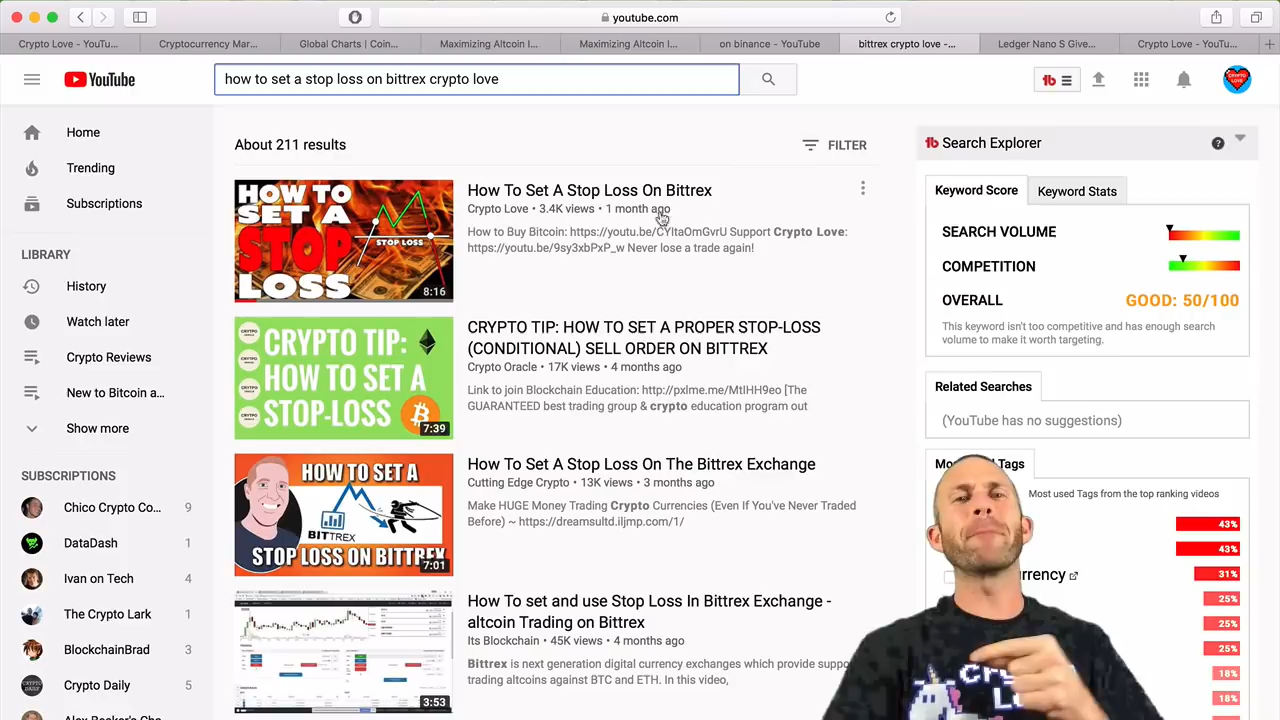 youtube.com
Crypto Love - YouTu...
Cryptocurrency Mar...
Global Charts | Coin...
Maximizing Altcoin I...
Maximizing Altcoin I...
on binance - YouTube
bittrex crypto love -...
Ledger Nano S Give...
Crypto Love - YouTu...
YouTube
how to set a stop loss on bittrex crypto love
tb
CRYPTO LOVE
Home
Trending
Subscriptions
LIBRARY
History
Watch later
Crypto Reviews
New to Bitcoin a...
Show more
SUBSCRIPTIONS
Chico Crypto Co... 9
DataDash 1
Ivan on Tech 4
The Crypto Lark 1
BlockchainBrad 3
Crypto Daily 5
About 211 results
FILTER
HOW TO
SET A
STOP
LOSS
STOP LOSS
8:16
How To Set A Stop Loss On Bittrex
Crypto Love • 3.4K views • 1 month ago
How to Buy Bitcoin: https://youtu.be/CYItaOmGvrU Support Crypto Love:
https://youtu.be/9sy3xbPxP_w Never lose a trade again!
CRYPTO TIP:
HOW TO SET A
STOP-LOSS
7:39
CRYPTO TIP: HOW TO SET A PROPER STOP-LOSS
(CONDITIONAL) SELL ORDER ON BITTREX
Crypto Oracle • 17K views • 4 months ago
Link to join Blockchain Education: http://pxlme.me/MtIHH9eo [The
GUARANTEED best trading group & crypto education program out
HOW TO SET A
BITTREX
STOP LOSS ON BITTREX
7:01
How To Set A Stop Loss On The Bittrex Exchange
Cutting Edge Crypto • 13K views • 3 months ago
Make HUGE Money Trading Crypto Currencies (Even If You've Never Traded
Before) ~ https://dreamsultd.iljmp.com/1/
3:53
How To set and use Stop Loss In Bittrex Exchange -
altcoin Trading on Bittrex
Its Blockchain • 45K views • 4 months ago
Bittrex is next generation digital currency exchanges which provide suppo
trading altcoins against BTC and ETH. In this video,
tb Search Explorer
?
Keyword Score
Keyword Stats
SEARCH VOLUME
COMPETITION
OVERALL GOOD: 50/100
This keyword isn't too competitive and has enough search
volume to make it worth targeting.
Related Searches
(YouTube has no suggestions)
Tags
Most used Tags from the top ranking videos
43%
43%
31%
25%
25%
25%
18%
18%